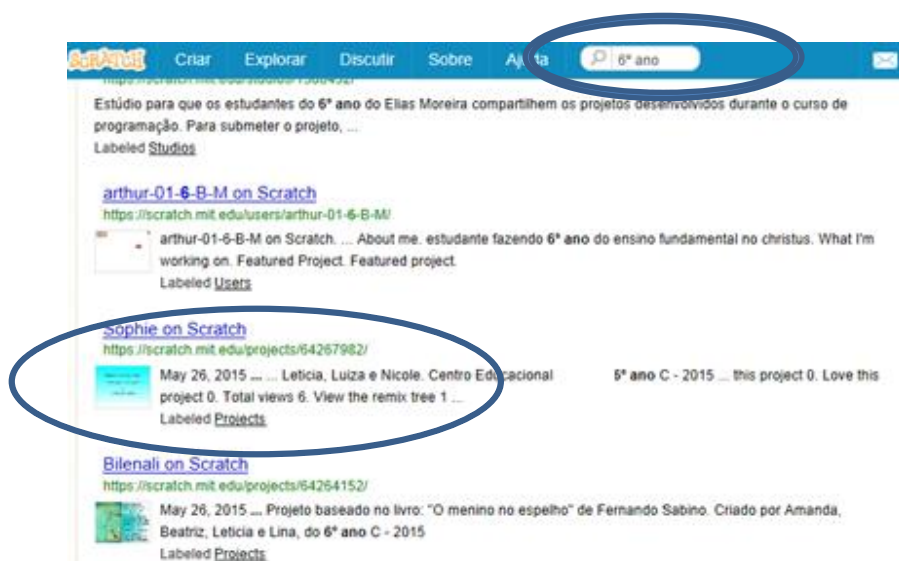 SCRATCH Criar Explorar Discutir Sobre Ajuda 6º ano
Estúdio para que os estudantes do 6º ano do Elias Moreira compartilhem os projetos desenvolvidos durante o curso de
programação. Para submeter o projeto, ...
Labeled Studios
arthur-01-6-B-M on Scratch
https://scratch.mit.edu/users/arthur-01-6-B-M/
arthur-01-6-B-M on Scratch. ... About me. estudante fazendo 6º ano do ensino fundamental no christus. What I'm
working on. Featured Project. Featured project.
Labeled Users
Sophie on Scratch
https://scratch.mit.edu/projects/64267982/
May 26, 2015 ... ... Leticia, Luiza e Nicole. Centro Educacional 6º ano C - 2015 ... this project 0. Love this
project 0. Total views 6. View the remix tree 1 ...
Labeled Projects
Bilenali on Scratch
https://scratch.mit.edu/projects/64264152/
May 26, 2015 ... Projeto baseado no livro: "O menino no espelho" de Fernando Sabino. Criado por Amanda,
Beatriz, Leticia e Lina, do 6º ano C - 2015
Labeled Projects